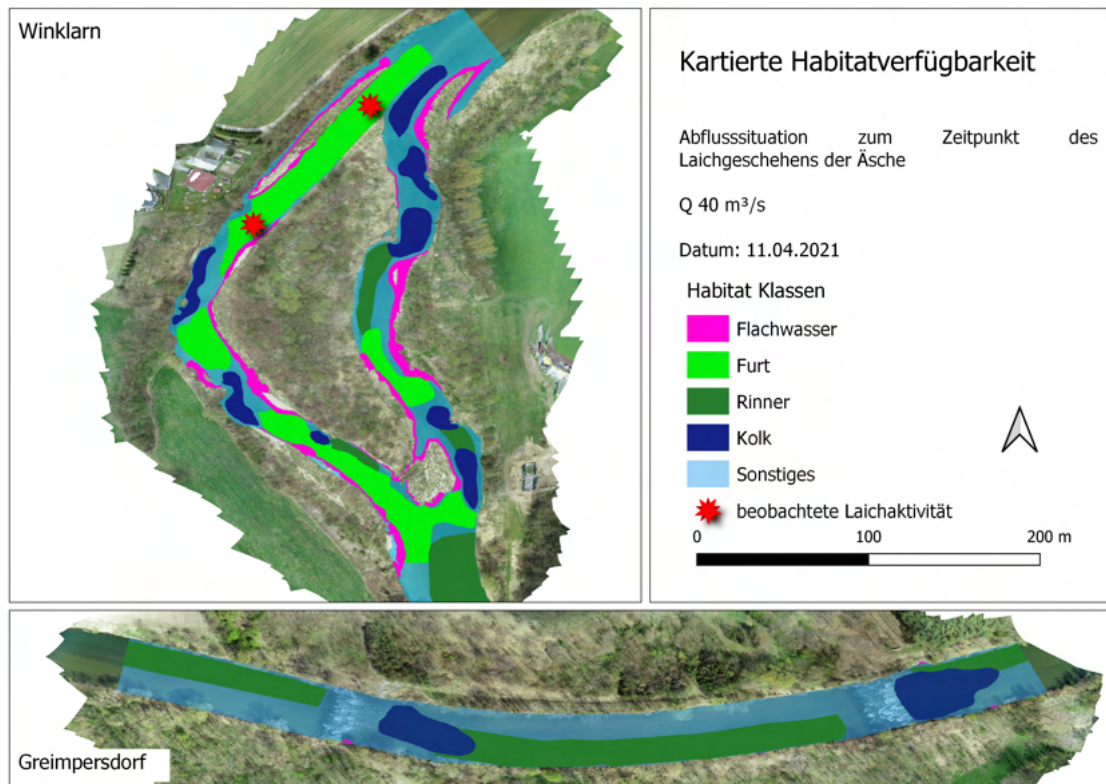 Winklarn
Kartierte Habitatverfügbarkeit
Abflusssituation zum Zeitpunkt des
Laichgeschehens der Äsche
Q 40 m³/s
Datum: 11.04.2021
Habitat Klassen
Flachwasser
Furt
Rinner
Kolk
Sonstiges
beobachtete Laichaktivität
0 100 200 m
Greimpersdorf